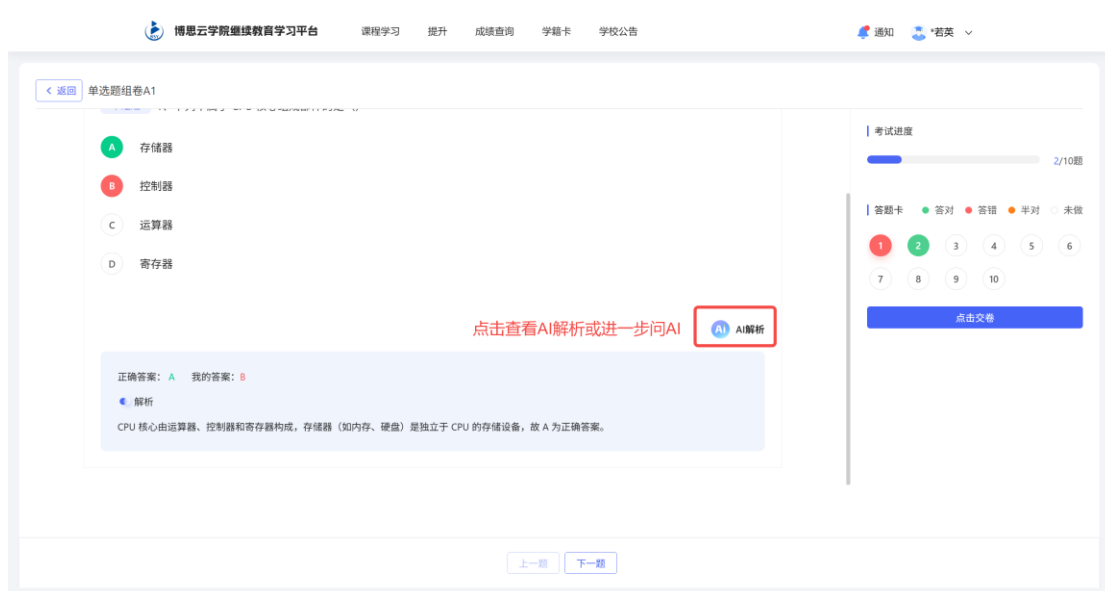 博思云学院继续教育学习平台 课程学习 提升 成绩查询 学籍卡 学校公告 通知 *若英
< 返回 单选题组卷A1
A 存储器
B 控制器
C 运算器
D 寄存器
点击查看AI解析或进一步问AI Ai AI解析
正确答案： A 我的答案： B
解析
CPU 核心由运算器、控制器和寄存器构成，存储器（如内存、硬盘）是独立于 CPU 的存储设备，故 A 为正确答案。
考试进度
2/10题
答题卡 答对 答错 半对 未做
1 2 3 4 5 6
7 8 9 10
点击交卷
上一题 下一题